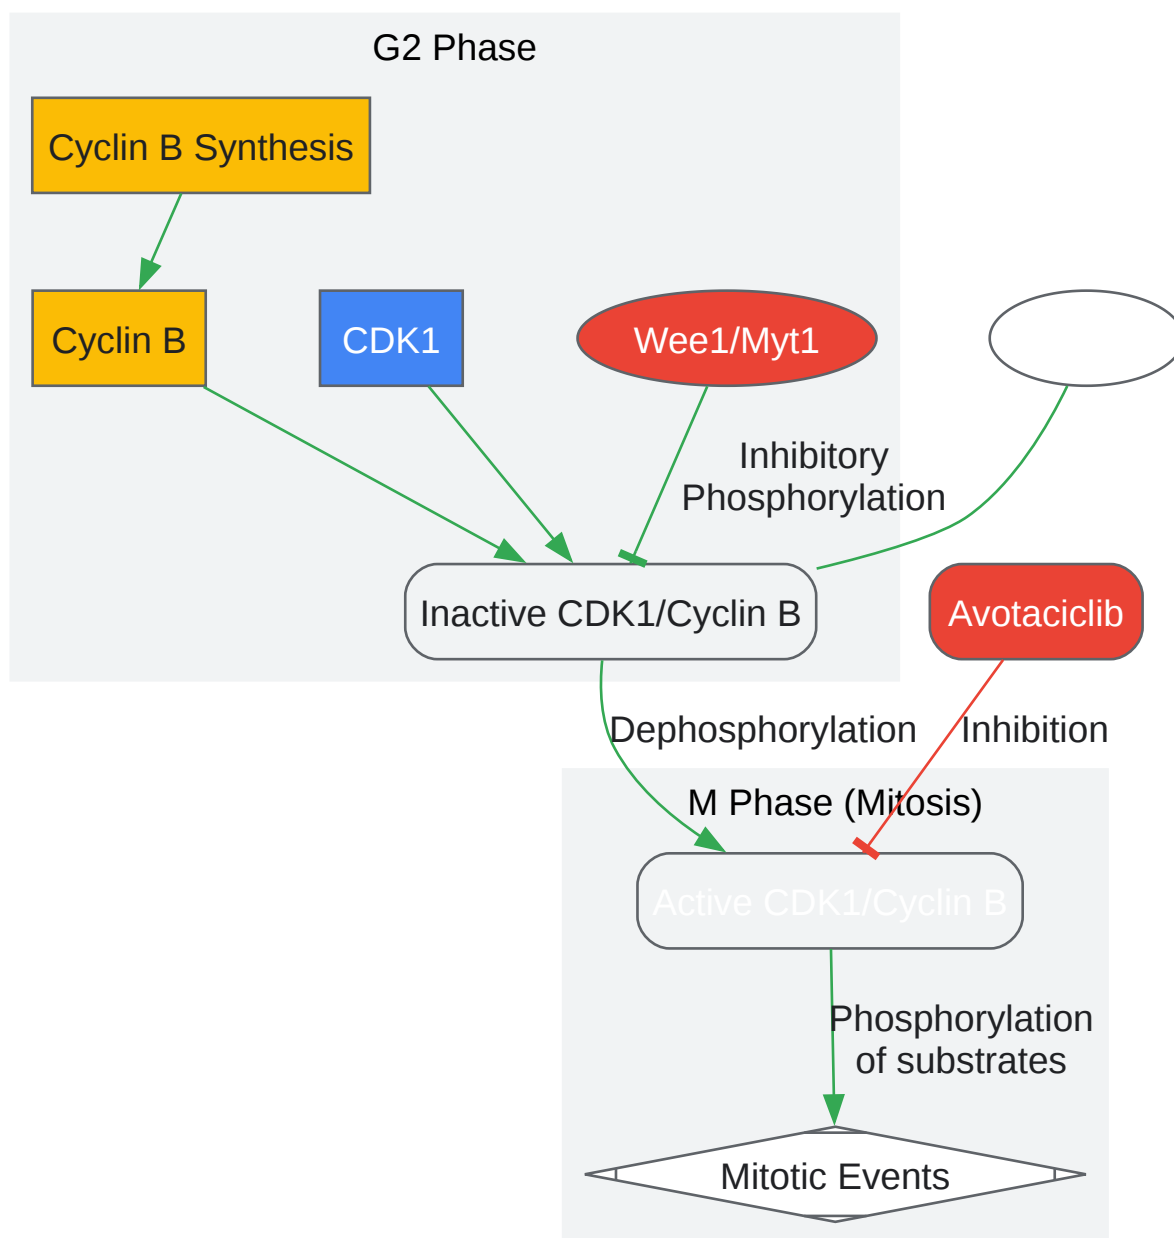 G2 Phase
Cyclin B Synthesis
Cyclin B
CDK1
Wee1/Myt1
Inhibitory
Phosphorylation
Inactive CDK1/Cyclin B
Avotaciclib
Dephosphorylation
Inhibition
M Phase (Mitosis)
Active CDK1/Cyclin B
Phosphorylation
of substrates
Mitotic Events